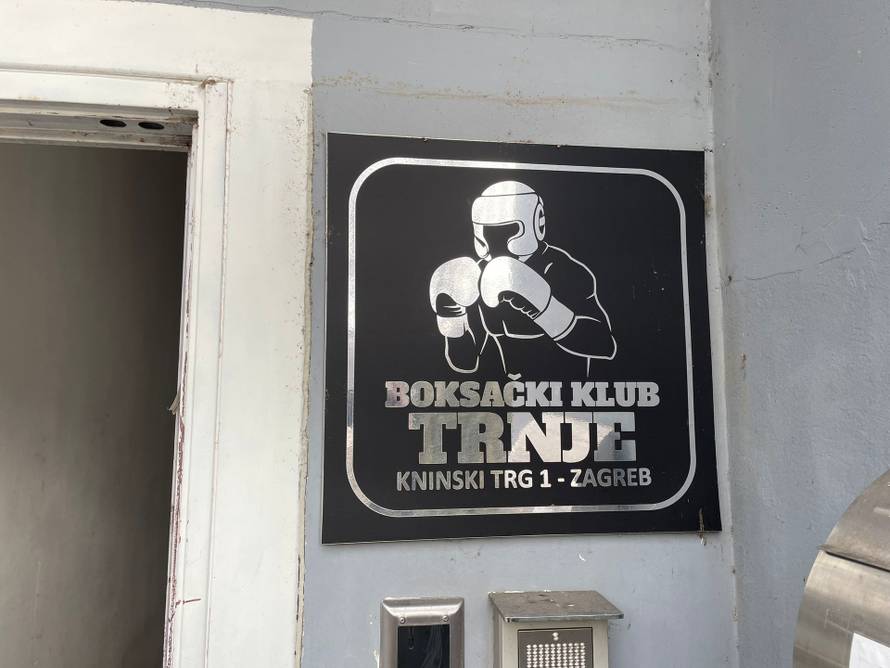 BOKSAČKI KLUB
TRNJE
KNINSKI TRG 1 - ZAGREB